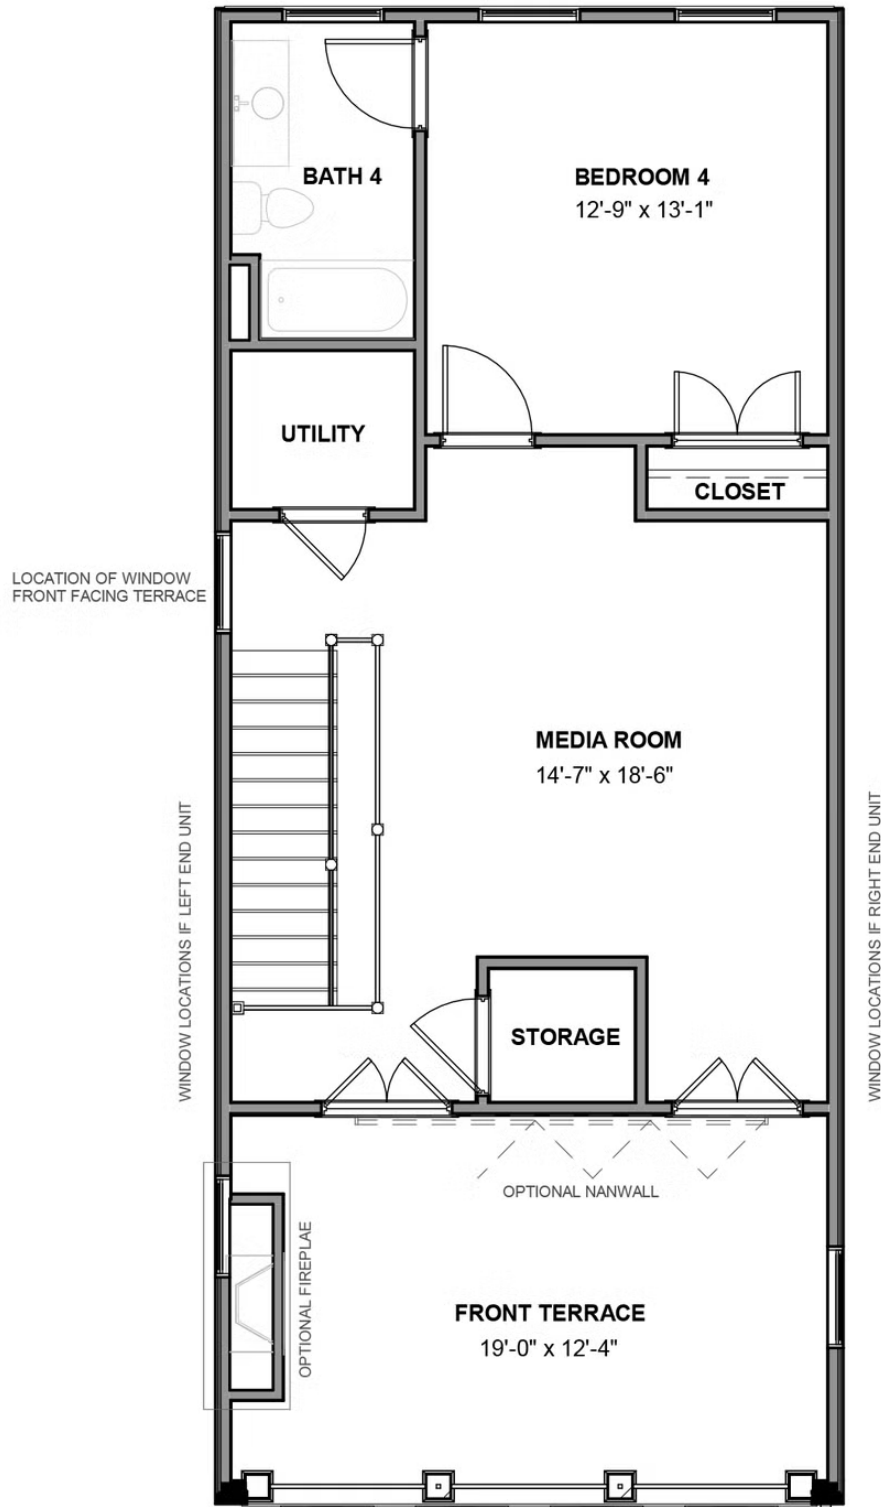 BATH 4
BEDROOM 4
12'-9" x 13'-1"
UTILITY
CLOSET
LOCATION OF WINDOW
FRONT FACING TERRACE
MEDIA ROOM
14'-7" x 18'-6"
WINDOW LOCATIONS IF LEFT END UNIT
WINDOW LOCATIONS IF RIGHT END UNIT
STORAGE
OPTIONAL NANWALL
OPTIONAL FIREPLAE
FRONT TERRACE
19'-0" x 12'-4"